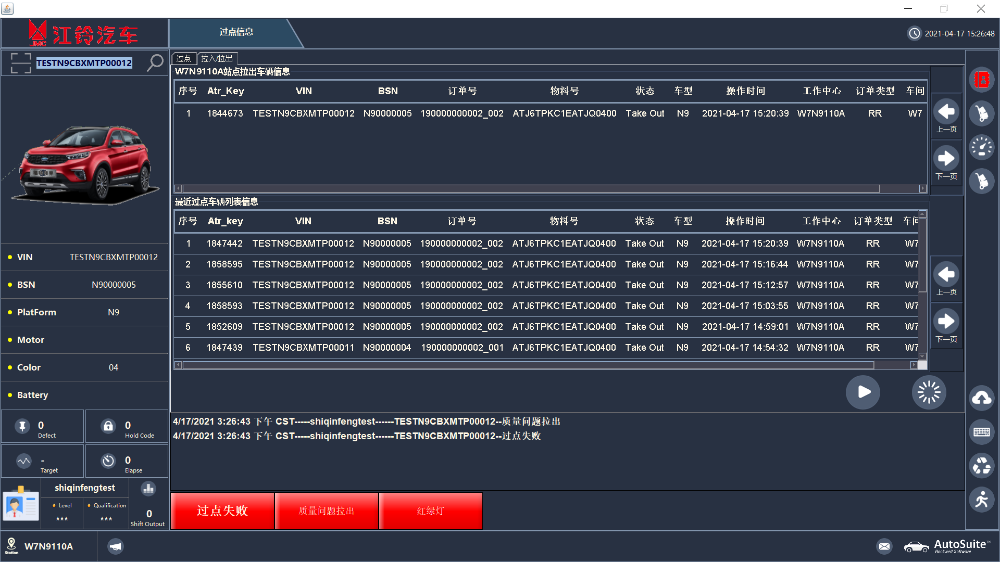 江铃汽车
JMC
过点信息
2021-04-17 15:26:48
TESTN9CBXMTP00012
过点 拉入/拉出
W7N9110A站点拉出车辆信息
序号 Atr_Key VIN BSN 订单号 物料号 状态 车型 操作时间 工作中心 订单类型 车间
1 1844673 TESTN9CBXMTP00012 N90000005 190000000002_002 ATJ6TPKC1EATJQ0400 Take Out N9 2021-04-17 15:20:39 W7N9110A RR W7
上一页
下一页
最近过点车辆列表信息
序号 Atr_key VIN BSN 订单号 物料号 状态 车型 操作时间 工作中心 订单类型 车间
1 1847442 TESTN9CBXMTP00012 N90000005 190000000002_002 ATJ6TPKC1EATJQ0400 Take Out N9 2021-04-17 15:20:39 W7N9110A RR W7
2 1858595 TESTN9CBXMTP00012 N90000005 190000000002_002 ATJ6TPKC1EATJQ0400 Take Out N9 2021-04-17 15:16:44 W7N9110A RR W7
3 1855610 TESTN9CBXMTP00012 N90000005 190000000002_002 ATJ6TPKC1EATJQ0400 Take Out N9 2021-04-17 15:12:57 W7N9110A RR W7
4 1858593 TESTN9CBXMTP00012 N90000005 190000000002_002 ATJ6TPKC1EATJQ0400 Take Out N9 2021-04-17 15:03:55 W7N9110A RR W7
5 1852609 TESTN9CBXMTP00012 N90000005 190000000002_002 ATJ6TPKC1EATJQ0400 Take Out N9 2021-04-17 14:59:01 W7N9110A RR W7
6 1847439 TESTN9CBXMTP00011 N90000004 190000000002_001 ATJ6TPKC1EATJQ0400 Take Out N9 2021-04-17 14:54:32 W7N9110A RR W7
上一页
下一页
VIN TESTN9CBXMTP00012
BSN N90000005
PlatForm N9
Motor
Color 04
Battery
0 Defect
0 Hold Code
- Target
0 Elapse
shiqinfengtest
Level
***
Qualification
***
0
Shift Output
4/17/2021 3:26:43 下午 CST-----shiqinfengtest------TESTN9CBXMTP00012--质量问题拉出
4/17/2021 3:26:43 下午 CST-----shiqinfengtest------TESTN9CBXMTP00012--过点失败
过点失败
质量问题拉出
红绿灯
Station
W7N9110A
AutoSuite™
Rockwell Software